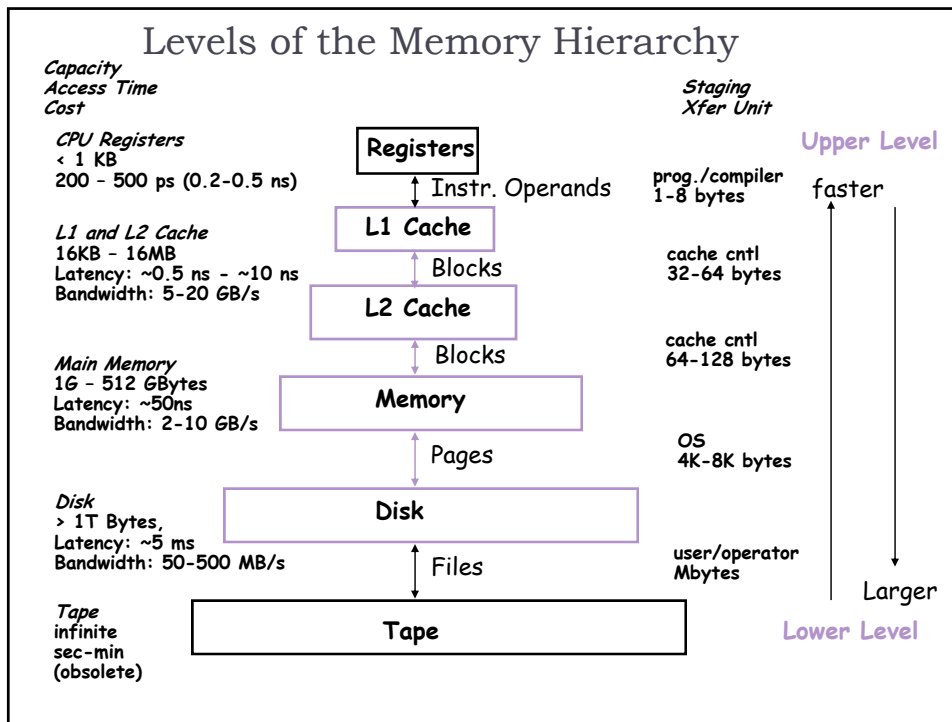 Levels of the Memory Hierarchy
Capacity
Access Time
Cost
Staging
Xfer Unit
CPU Registers
< 1 KB
200 – 500 ps (0.2-0.5 ns)
Registers
Upper Level
Instr. Operands
prog./compiler
1-8 bytes
faster
L1 and L2 Cache
16KB – 16MB
Latency: ~0.5 ns - ~10 ns
Bandwidth: 5-20 GB/s
L1 Cache
Blocks
cache cntl
32-64 bytes
L2 Cache
Blocks
cache cntl
64-128 bytes
Main Memory
1G – 512 GBytes
Latency: ~50ns
Bandwidth: 2-10 GB/s
Memory
Pages
OS
4K-8K bytes
Disk
> 1T Bytes,
Latency: ~5 ms
Bandwidth: 50-500 MB/s
Disk
Files
user/operator
Mbytes
Larger
Tape
infinite
sec-min
(obsolete)
Tape
Lower Level